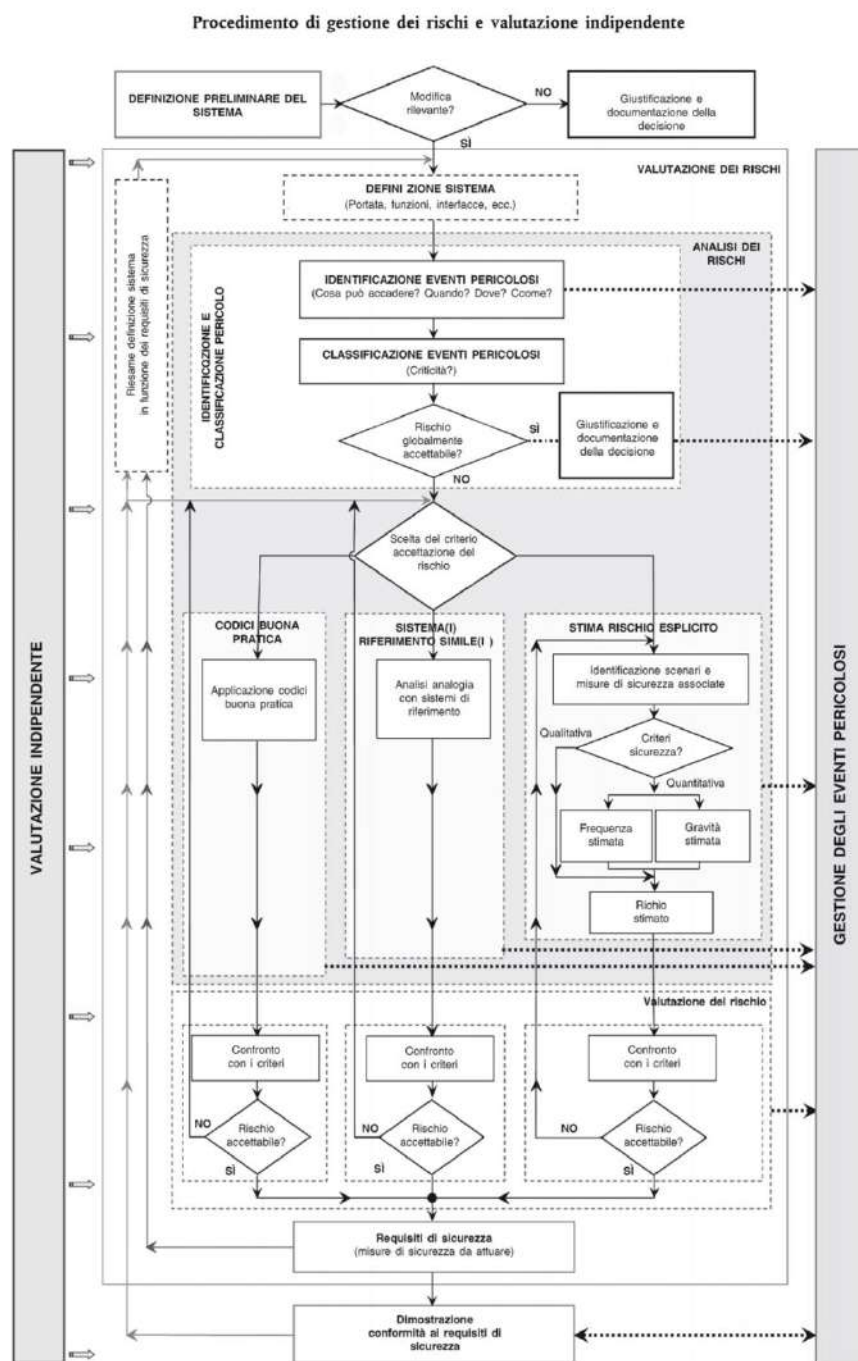 Procedimento di gestione dei rischi e valutazione indipendente
DEFINIZIONE PRELIMINARE DEL
SISTEMA
Modifica
rilevante?
NO
Giustificazione e
documentazione della
decisione
SÌ
VALUTAZIONE DEI RISCHI
DEFINI ZIONE SISTEMA
(Portata, funzioni, interfacce, ecc.)
Riesame definizione sistema
in funzione dei requisiti di sicurezza
ANALISI DEI
RISCHI
IDENTIFICQZIONE E
CLASSIFICAZIONE PERICOLO
IDENTIFICAZIONE EVENTI PERICOLOSI
(Cosa può accadere? Quando? Dove? Ccome?
CLASSIFICAZIONE EVENTI PERICOLOSI
(Criticità?)
Rischio
globalmente
accettabile?
SÌ
Giustificazione e
documentazione
della decisione
NO
Scelta del criterio
accettazione del
rischio
CODICI BUONA
PRATICA
SISTEMA(I)
RIFERIMENTO SIMILE(I )
STIMA RISCHIO ESPLICITO
Applicazione codici
buona pratica
Analisi analogia
con sistemi di
riferimento
Identificazione scenari e
misure di sicurezza associate
Qualitativa
Criteri
sicurezza?
Quantitativa
Frequenza
stimata
Gravità
stimata
Richio
stimato
VALUTAZIONE INDIPENDENTE
GESTIONE DEGLI EVENTI PERICOLOSI
Valutazione del rischio
Confronto
con i criteri
Confronto
con i criteri
Confronto
con i criteri
NO
Rischio
accettabile?
NO
Rischio
accettabile?
NO
Rischio
accettabile?
SÌ
SÌ
SÌ
Requisiti di sicurezza
(misure di sicurezza da attuare)
Dimostrazione
conformità ai requisiti di
sicurezza